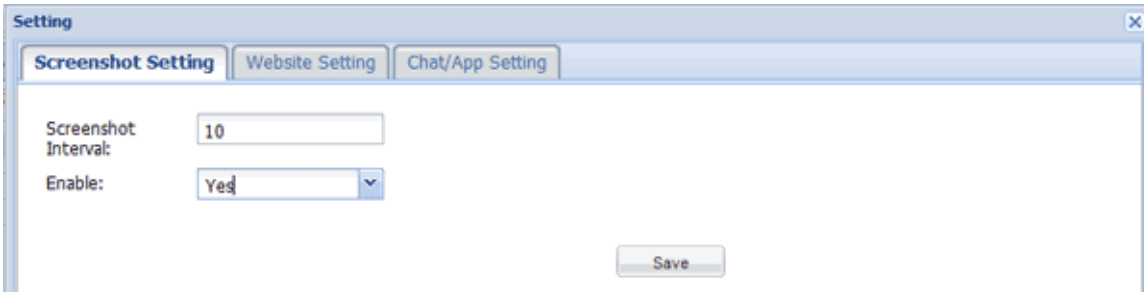 Setting
Screenshot Setting Website Setting Chat/App Setting
Screenshot
Interval:
10
Enable:
Yes
Save